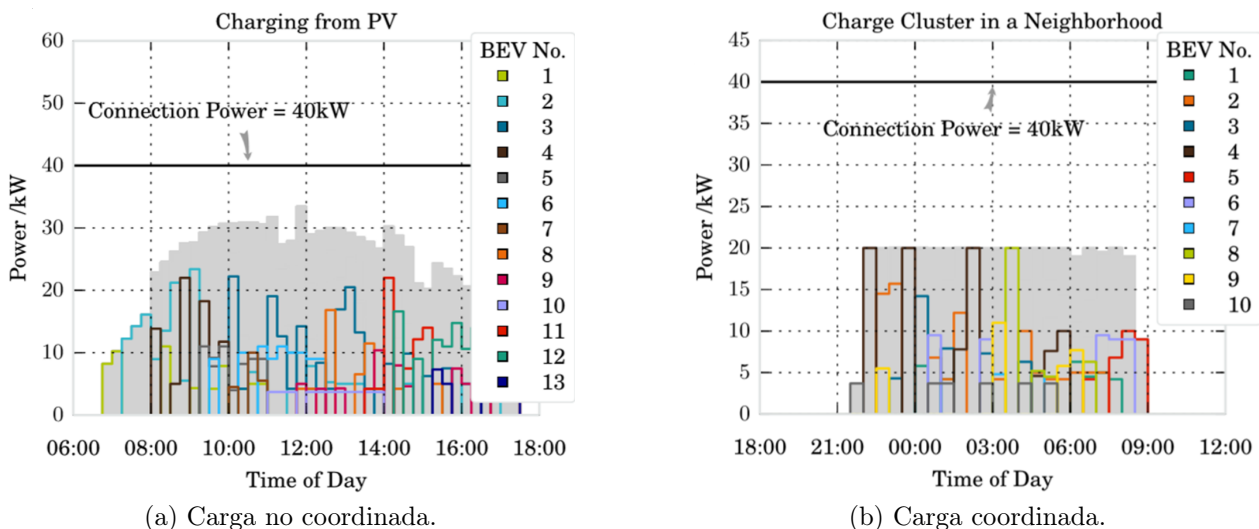 Charging from PV
60
50
40
30
20
10
0
Power /kW
Connection Power = 40kW
BEV No.
1
2
3
4
5
6
7
8
9
10
11
12
13
06:00 08:00 10:00 12:00 14:00 16:00 18:00
Time of Day
(a) Carga no coordinada.
Charge Cluster in a Neighborhood
45
40
35
30
25
20
15
10
5
0
Power /kW
Connection Power = 40kW
BEV No.
1
2
3
4
5
6
7
8
9
10
18:00 21:00 00:00 03:00 06:00 09:00 12:00
Time of Day
(b) Carga coordinada.